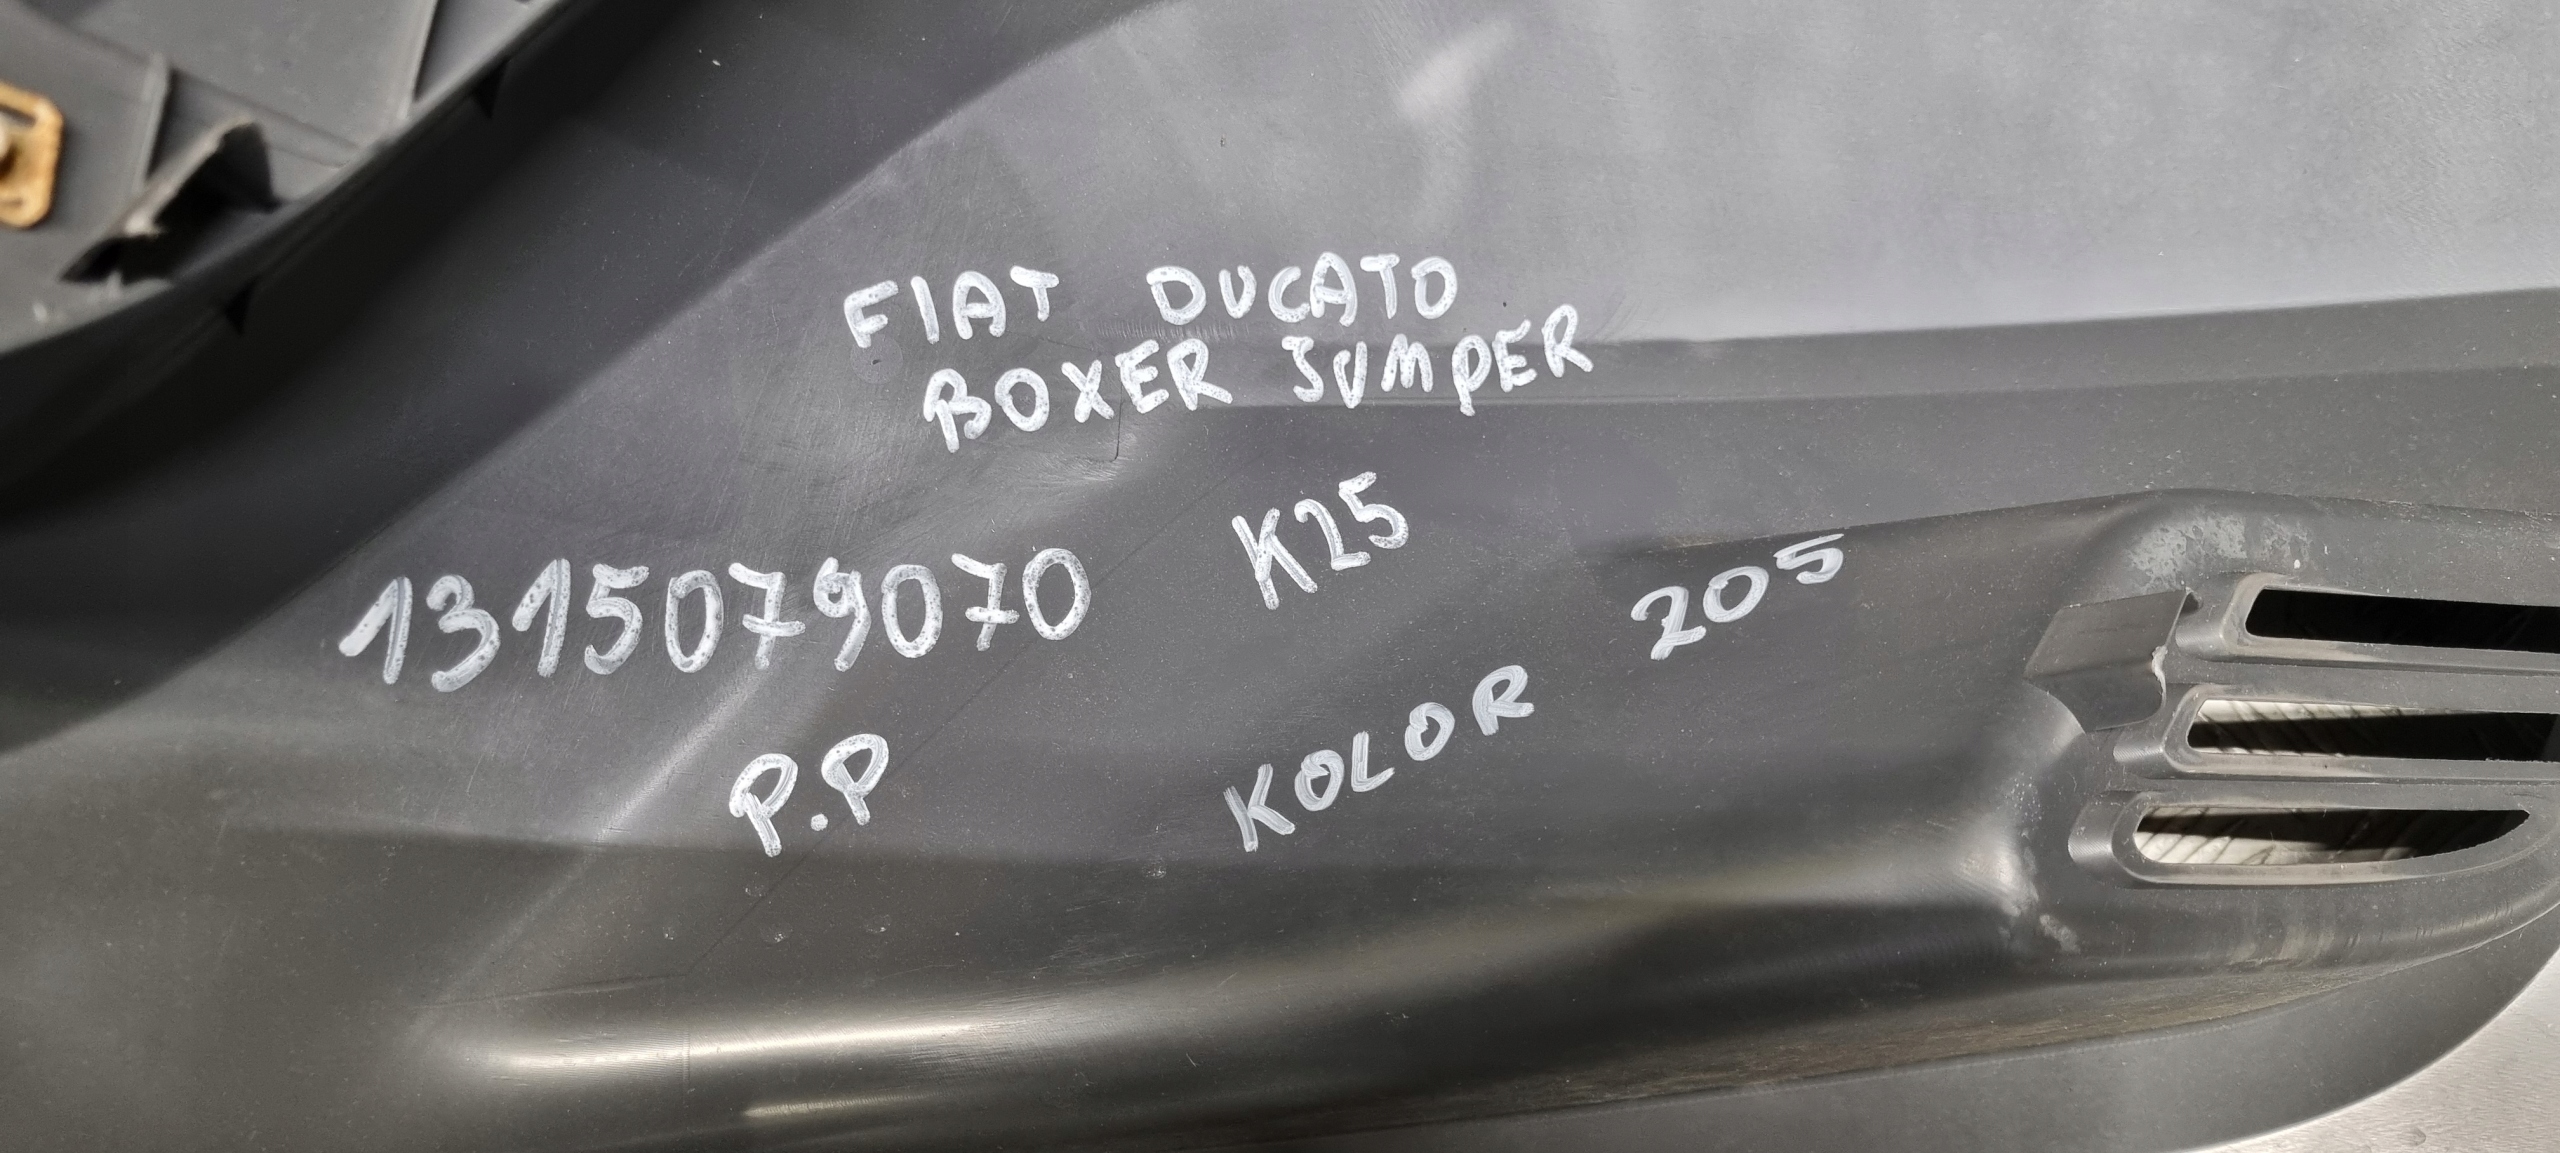 FIAT DUCATO
BOXER JUMPER
1315079070 K25
P.P KOLOR 205